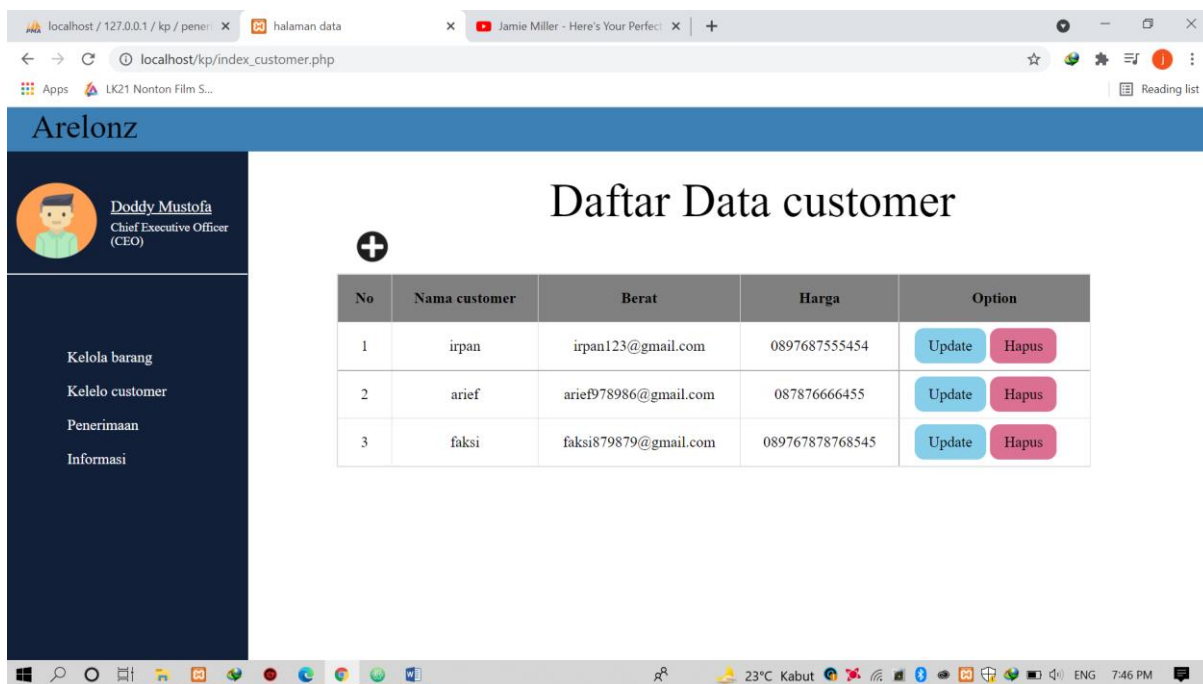 localhost / 127.0.0.1 / kp / pener
halaman data
Jamie Miller - Here's Your Perfect
localhost/kp/index_customer.php
Apps
LK21 Nonton Film S...
Reading list
Arelonz
Doddy Mustofa
Chief Executive Officer
(CEO)
Kelola barang
Kelelo customer
Penerimaan
Informasi
Daftar Data customer
No Nama customer Berat Harga Option
1 irpan irpan123@gmail.com 0897687555454 Update Hapus
2 arief arief978986@gmail.com 087876666455 Update Hapus
3 faksi faksi879879@gmail.com 089767878768545 Update Hapus
23°C Kabut ENG 7:46 PM